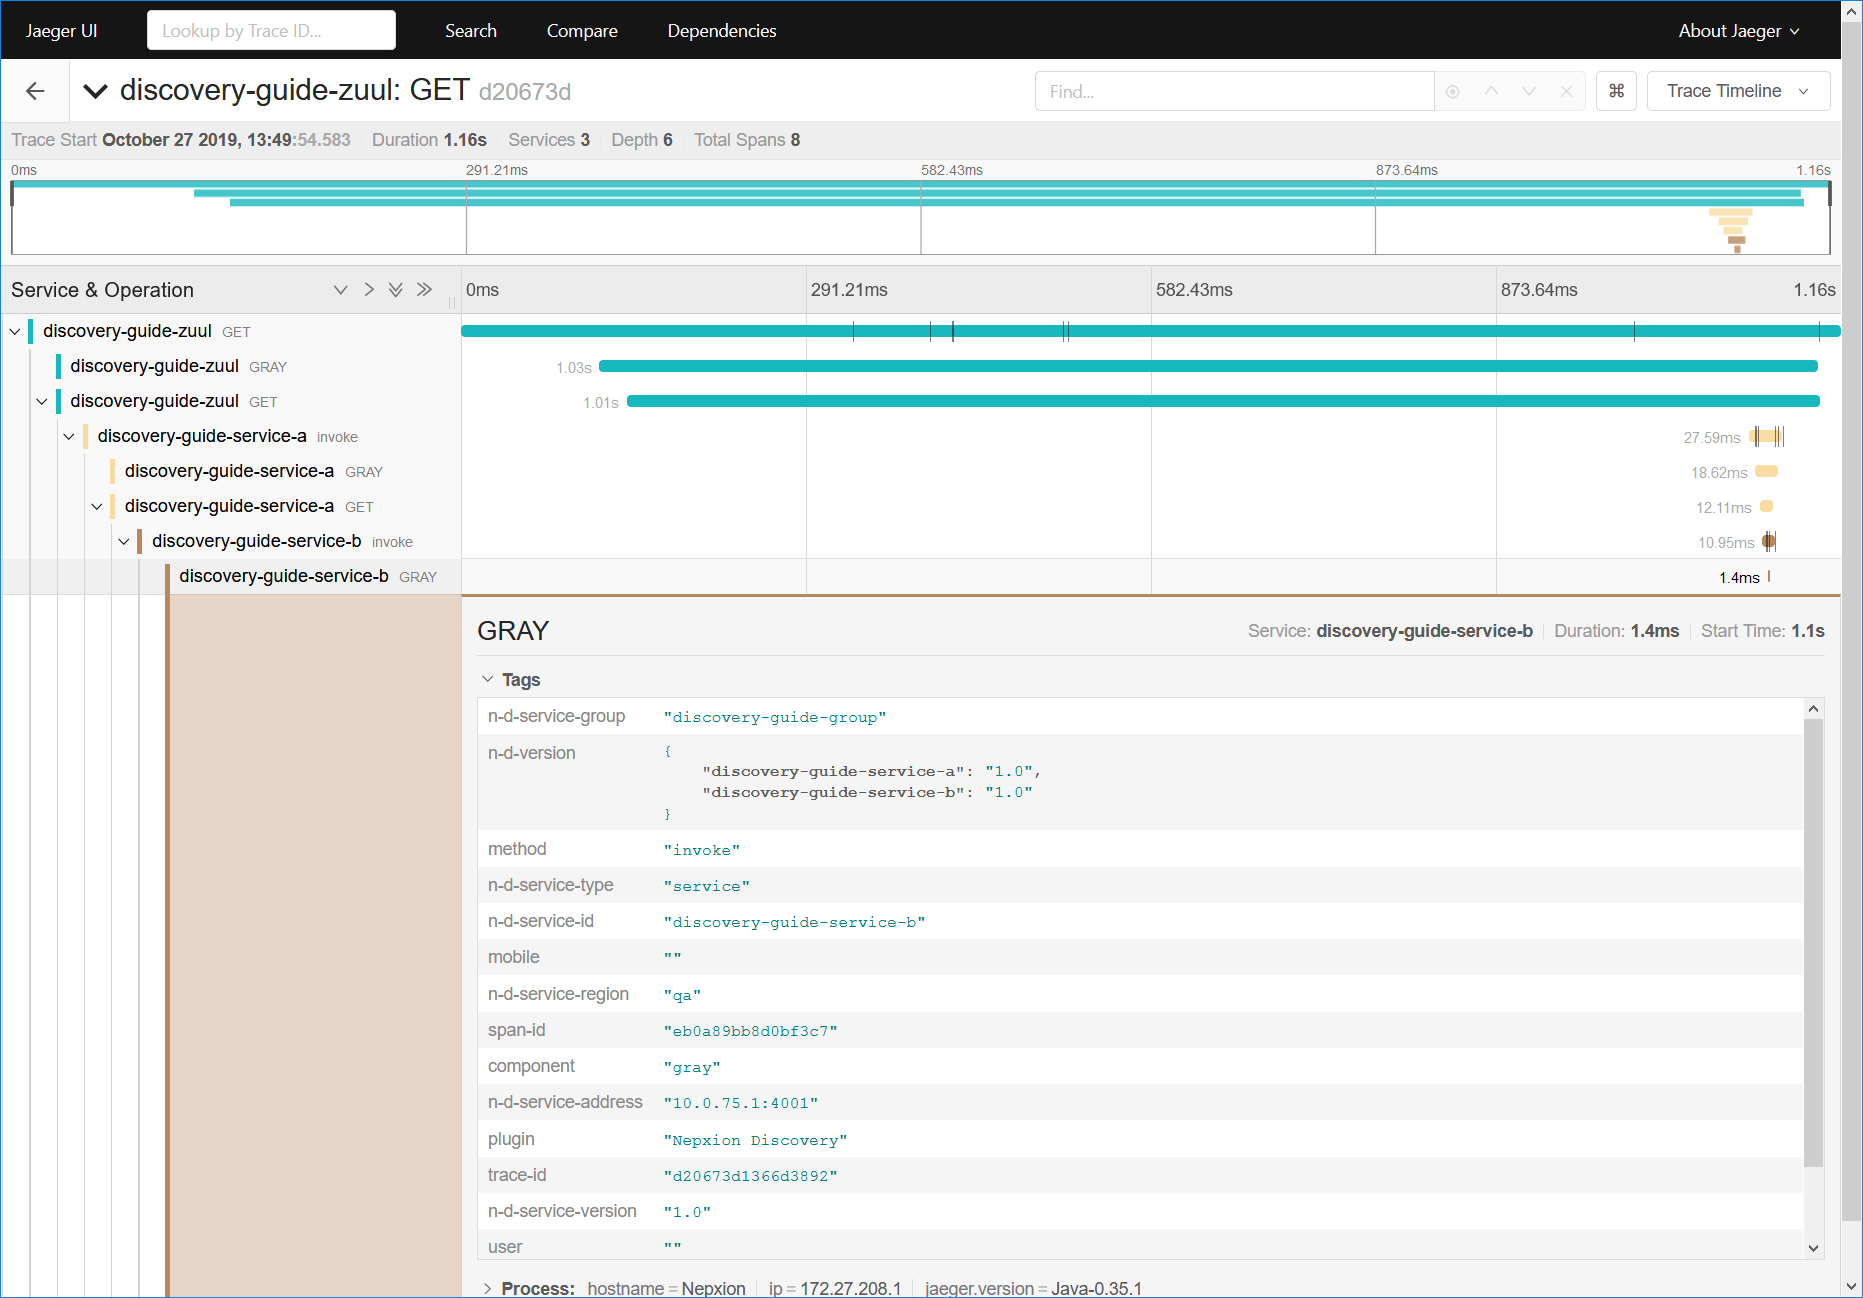 Jaeger UI Lookup by Trace ID... Search Compare Dependencies About Jaeger
discovery-guide-zuul: GET d20673d Find... ⌘ Trace Timeline
Trace Start October 27 2019, 13:49:54.583 Duration 1.16s Services 3 Depth 6 Total Spans 8
0ms 291.21ms 582.43ms 873.64ms 1.16s
Service & Operation 0ms 291.21ms 582.43ms 873.64ms 1.16s
discovery-guide-zuul GET
discovery-guide-zuul GRAY 1.03s
discovery-guide-zuul GET 1.01s
discovery-guide-service-a invoke 27.59ms
discovery-guide-service-a GRAY 18.62ms
discovery-guide-service-a GET 12.11ms
discovery-guide-service-b invoke 10.95ms
discovery-guide-service-b GRAY 1.4ms
GRAY Service: discovery-guide-service-b Duration: 1.4ms Start Time: 1.1s
Tags
n-d-service-group "discovery-guide-group"
n-d-version {
"discovery-guide-service-a": "1.0",
"discovery-guide-service-b": "1.0"
}
method "invoke"
n-d-service-type "service"
n-d-service-id "discovery-guide-service-b"
mobile ""
n-d-service-region "qa"
span-id "eb0a89bb8d0bf3c7"
component "gray"
n-d-service-address "10.0.75.1:4001"
plugin "Nepxion Discovery"
trace-id "d20673d1366d3892"
n-d-service-version "1.0"
user ""
Process: hostname = Nepxion ip = 172.27.208.1 jaeger.version = Java-0.35.1